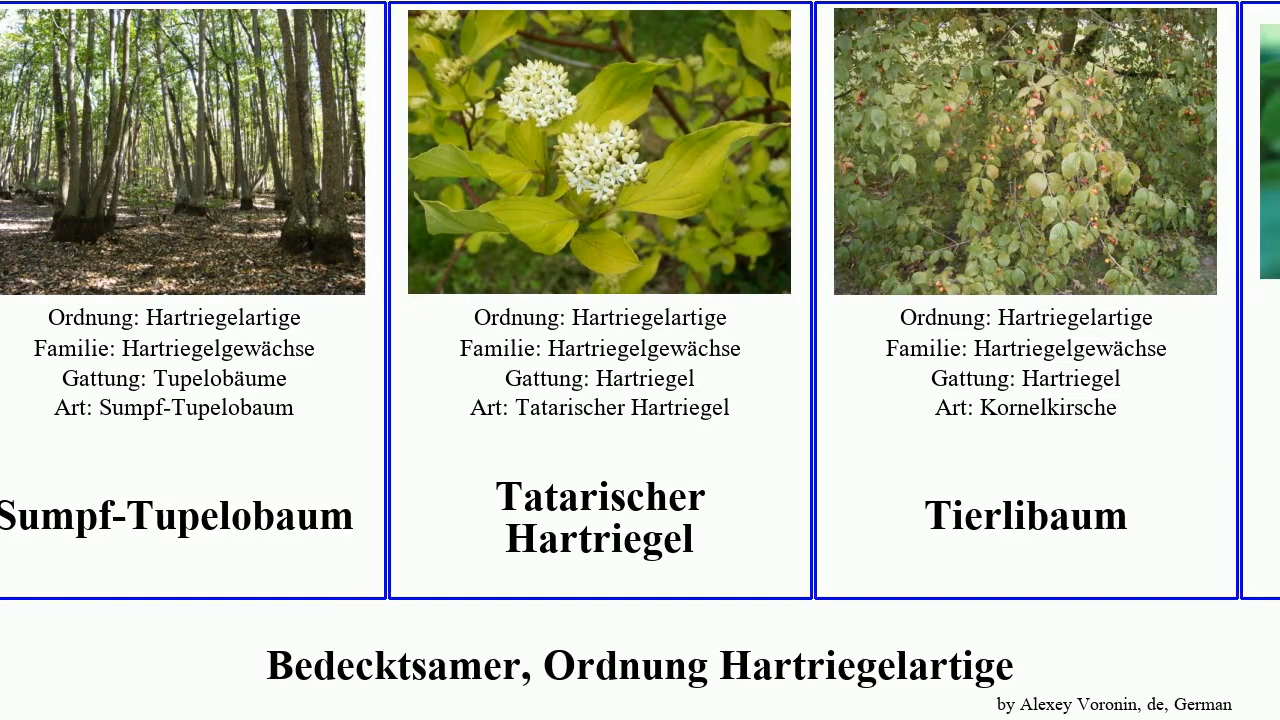 Ordnung: Hartriegelartige
Familie: Hartriegelgewächse
Gattung: Tupelobäume
Art: Sumpf-Tupelobaum
Sumpf-Tupelobaum
Ordnung: Hartriegelartige
Familie: Hartriegelgewächse
Gattung: Hartriegel
Art: Tatarischer Hartriegel
Tatarischer
Hartriegel
Ordnung: Hartriegelartige
Familie: Hartriegelgewächse
Gattung: Hartriegel
Art: Kornelkirsche
Tierlibaum
Bedecktsamer, Ordnung Hartriegelartige
by Alexey Voronin, de, German